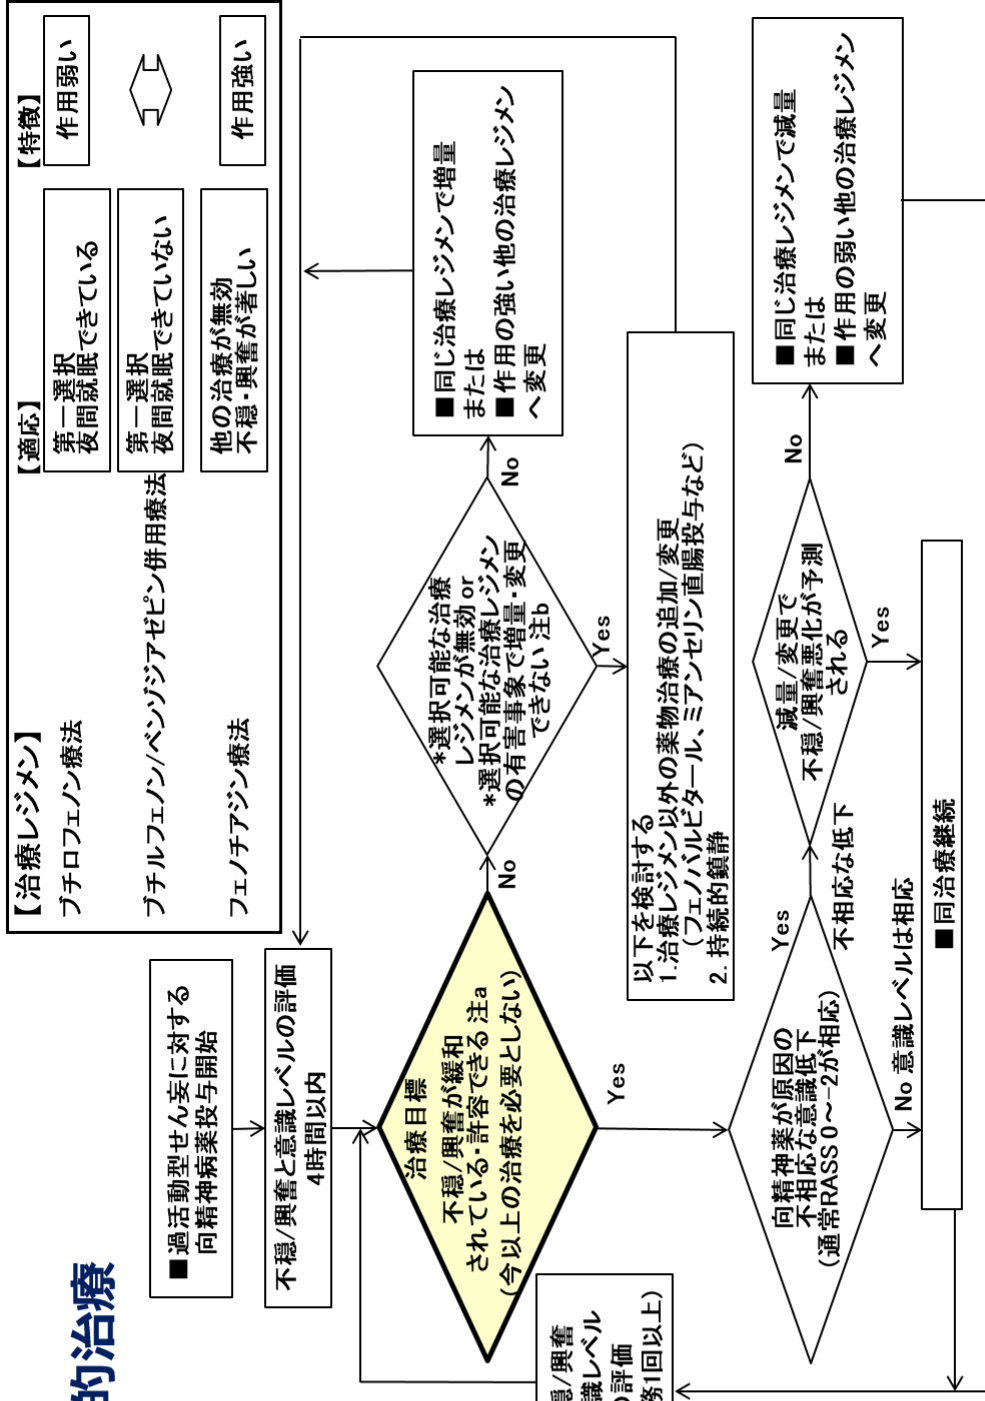 的治療
■過活動型せん妄に対する
向精神病薬投与開始
不穏/興奮と意識レベルの評価
4時間以内
治療目標
不穏/興奮が緩和
されている・許容できる 注a
(今以上の治療を必要としない)
No
Yes
*選択可能な治療
レジメンが無効 or
*選択可能な治療レジメン
の有害事象で増量・変更
できない 注b
No
Yes
■同じ治療レジメンで増量
または
■作用の強い他の治療レジメン
へ変更
以下を検討する
1.治療レジメン以外の薬物治療の追加/変更
(フェノバルビタール、ミアンセリン直腸投与など)
2. 持続的鎮静
向精神薬が原因の
不相応な意識低下
(通常RASS 0～-2が相応)
Yes
不相応な低下
No 意識レベルは相応
減量/変更で
不穏/興奮悪化が予測
される
No
Yes
■同じ治療レジメンで減量
または
■作用の弱い他の治療レジメン
へ変更
■同治療継続
穏/興奮
識レベル
の評価
務1回以上)
【治療レジメン】
【適応】
【特徴】
ブチロフェノン療法
第一選択
夜間就眠できている
作用弱い
ブチルフェノン/ベンゾジアゼピン併用療法
第一選択
夜間就眠できていない
フェノチアジン療法
他の治療が無効
不穏・興奮が著しい
作用強い